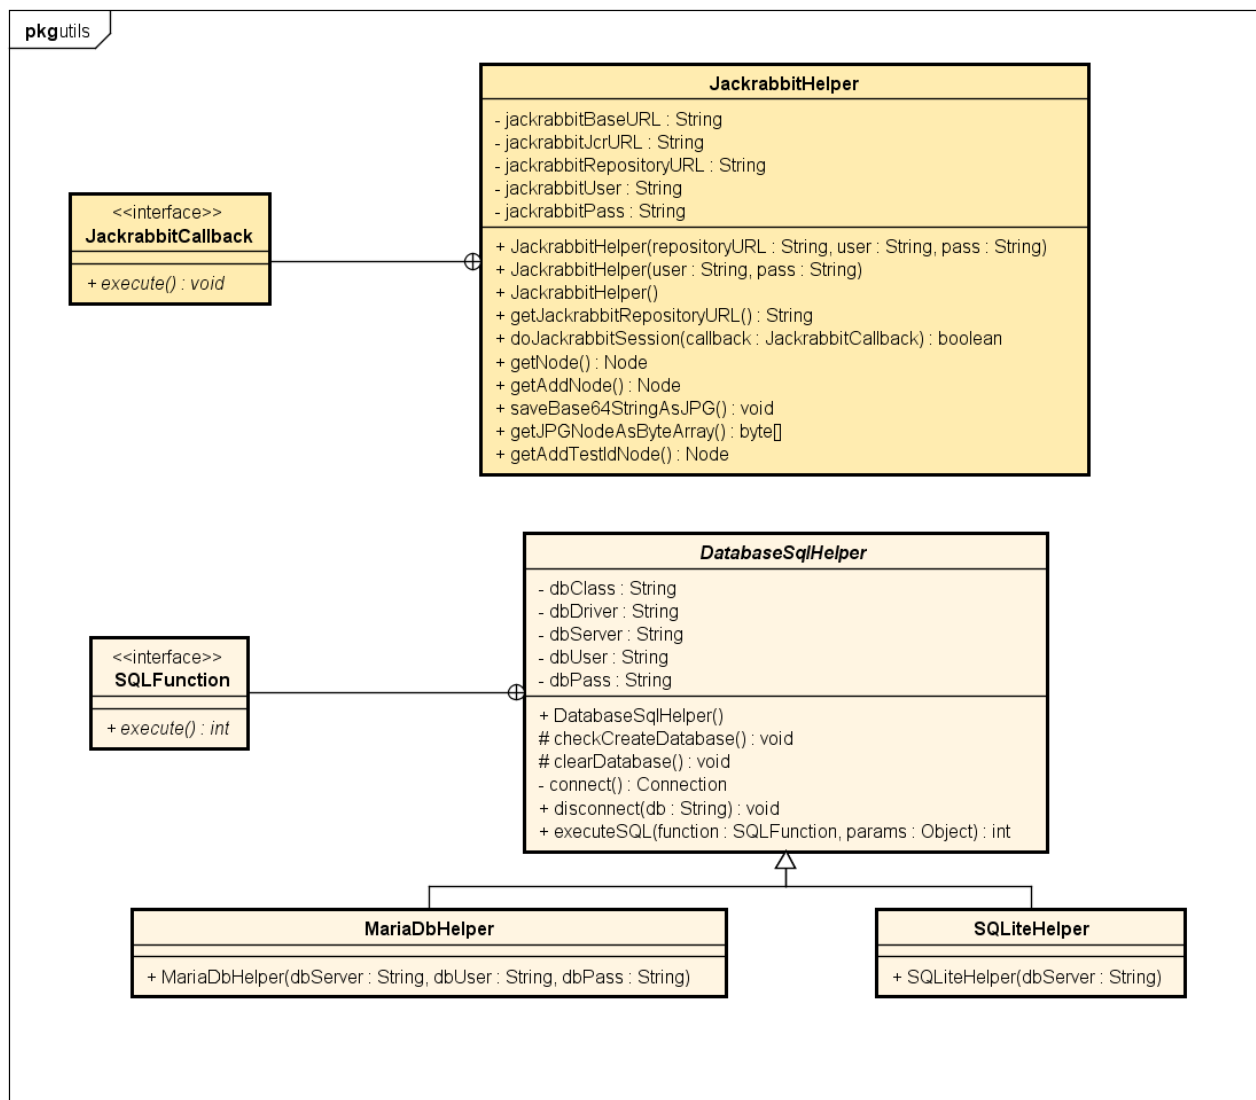 pkg utils
JackrabbitHelper
- jackrabbitBaseURL : String
- jackrabbitJcrURL : String
- jackrabbitRepositoryURL : String
- jackrabbitUser : String
- jackrabbitPass : String
+ JackrabbitHelper(repositoryURL : String, user : String, pass : String)
+ JackrabbitHelper(user : String, pass : String)
+ JackrabbitHelper()
+ getJackrabbitRepositoryURL() : String
+ doJackrabbitSession(callback : JackrabbitCallback) : boolean
+ getNode() : Node
+ getAddNode() : Node
+ saveBase64StringAsJPG() : void
+ getJPGNodeAsByteArray() : byte[]
+ getAddTestIdNode() : Node
<<interface>>
JackrabbitCallback
+ execute() : void
DatabaseSqlHelper
- dbClass : String
- dbDriver : String
- dbServer : String
- dbUser : String
- dbPass : String
+ DatabaseSqlHelper()
# checkCreateDatabase() : void
# clearDatabase() : void
- connect() : Connection
+ disconnect(db : String) : void
+ executeSQL(function : SQLFunction, params : Object) : int
<<interface>>
SQLFunction
+ execute() : int
MariaDbHelper
+ MariaDbHelper(dbServer : String, dbUser : String, dbPass : String)
SQLiteHelper
+ SQLiteHelper(dbServer : String)